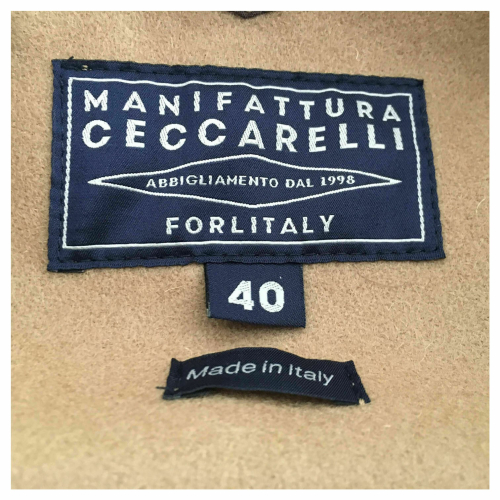 MANIFATTURA
CECCARELLI
ABBIGLIAMENTO DAL 1998
FORLITALY
40
Made in Italy